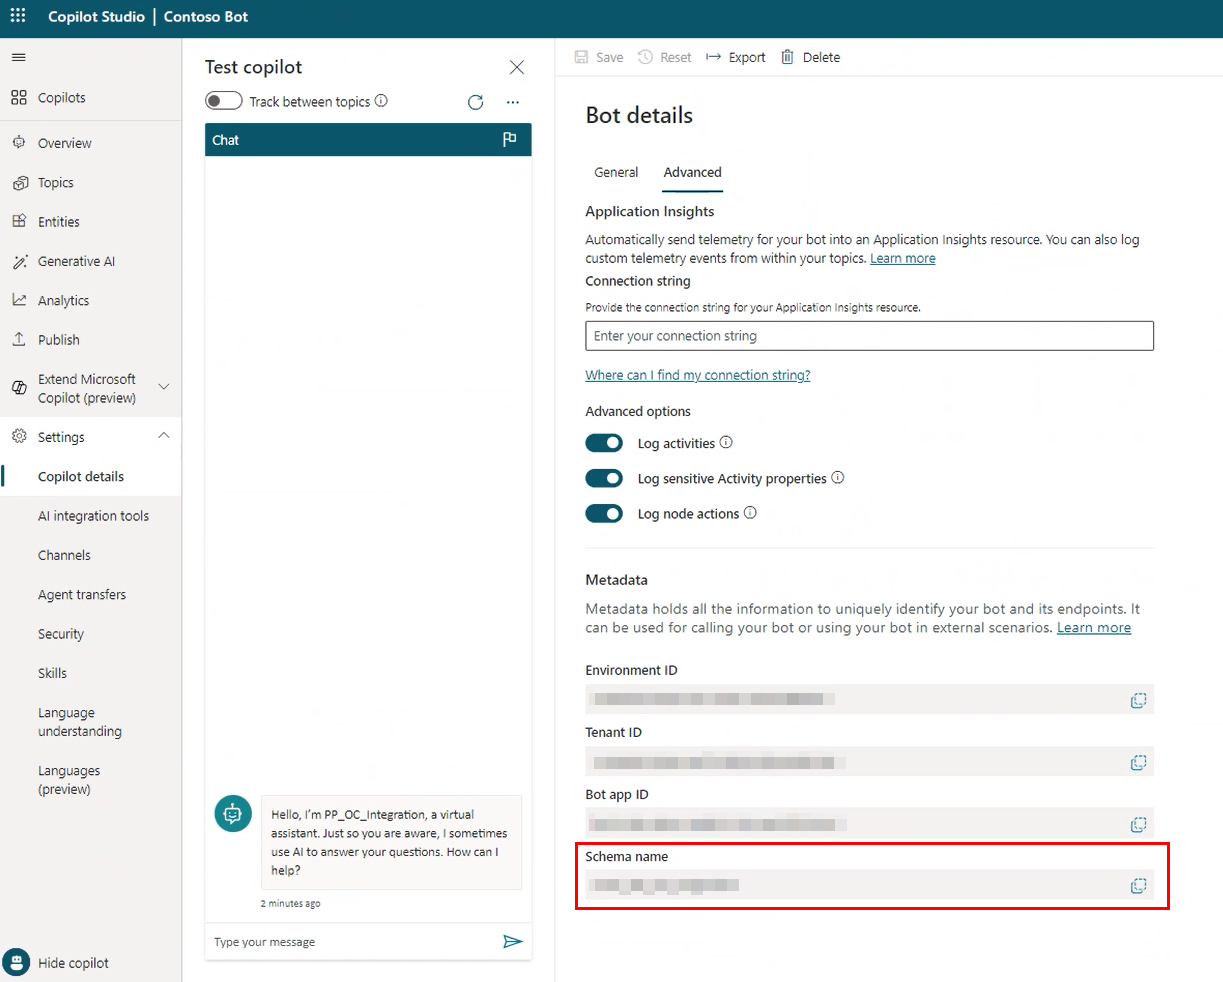 Copilot Studio | Contoso Bot
Copilots
Overview
Topics
Entities
Generative AI
Analytics
Publish
Extend Microsoft
Copilot (preview)
Settings
Copilot details
AI integration tools
Channels
Agent transfers
Security
Skills
Language
understanding
Languages
(preview)
Hide copilot
Test copilot
Track between topics
Chat
Hello, I'm PP_OC_Integration, a virtual
assistant. Just so you are aware, I sometimes
use AI to answer your questions. How can I
help?
2 minutes ago
Type your message
Save Reset Export Delete
Bot details
General Advanced
Application Insights
Automatically send telemetry for your bot into an Application Insights resource. You can also log
custom telemetry events from within your topics. Learn more
Connection string
Provide the connection string for your Application Insights resource.
Enter your connection string
Where can I find my connection string?
Advanced options
Log activities
Log sensitive Activity properties
Log node actions
Metadata
Metadata holds all the information to uniquely identify your bot and its endpoints. It
can be used for calling your bot or using your bot in external scenarios. Learn more
Environment ID
Tenant ID
Bot app ID
Schema name